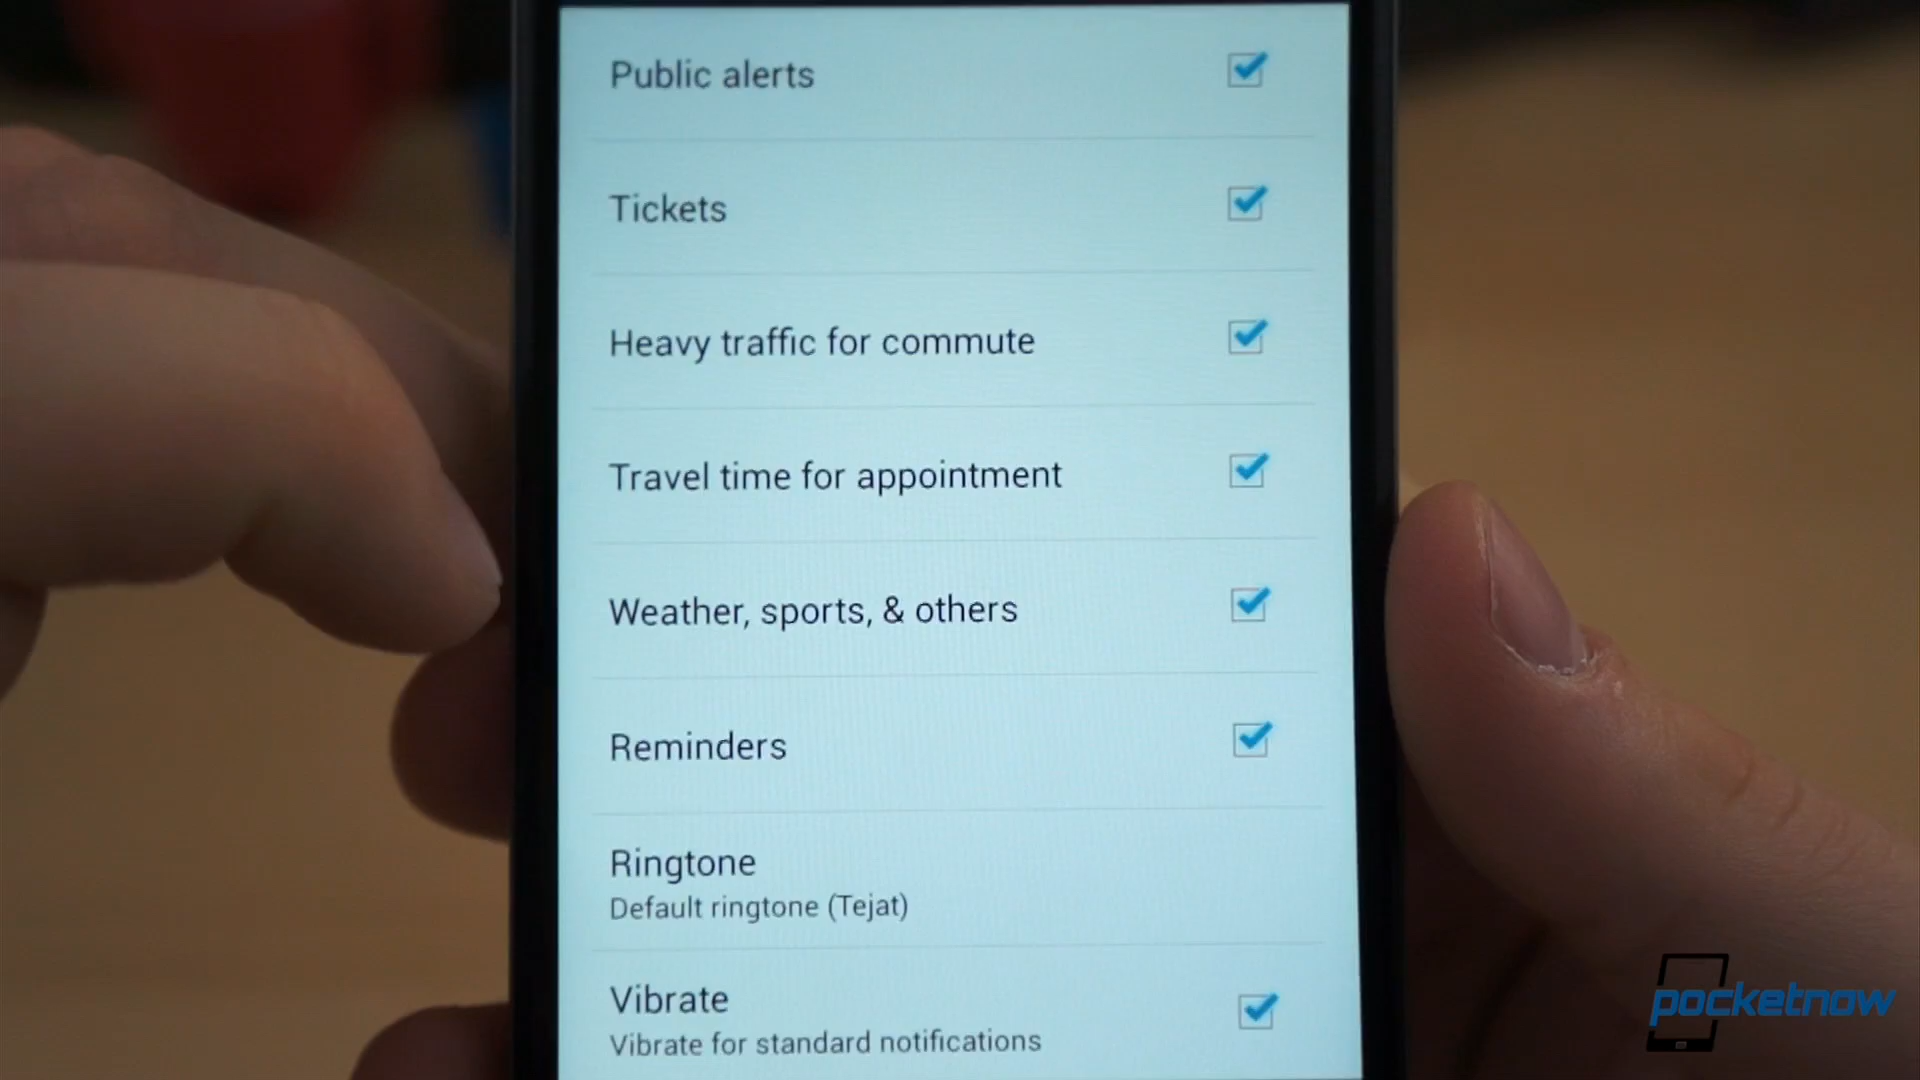 Public alerts
Tickets
Heavy traffic for commute
Travel time for appointment
Weather, sports, & others
Reminders
Ringtone
Default ringtone (Tejat)
Vibrate
Vibrate for standard notifications
pocketnow